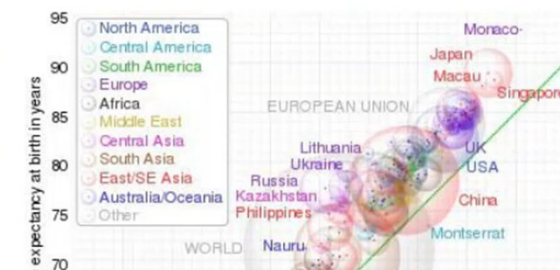 95
90
85
80
75
70
expectancy at birth in years
North America
Central America
South America
Europe
Africa
Middle East
Central Asia
South Asia
East/SE Asia
Australia/Oceania
Other
Monaco
Japan
Macau
Singapore
EUROPEAN UNION
Lithuania
UK
Ukraine
USA
Russia
Kazakhstan
China
Philippines
Montserrat
WORLD
Nauru